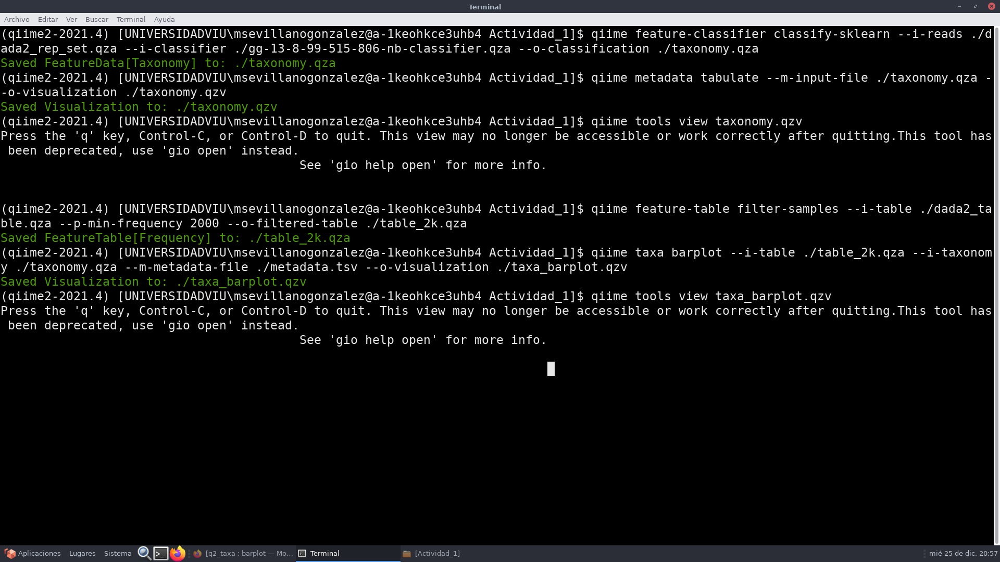 Terminal
Archivo Editar Ver Buscar Terminal Ayuda
(qiime2-2021.4) [UNIVERSIDADVIU\msevillanogonzalez@a-1keohkce3uhb4 Actividad_1]$ qiime feature-classifier classify-sklearn --i-reads ./d
ada2_rep_set.qza --i-classifier ./gg-13-8-99-515-806-nb-classifier.qza --o-classification ./taxonomy.qza
Saved FeatureData[Taxonomy] to: ./taxonomy.qza
(qiime2-2021.4) [UNIVERSIDADVIU\msevillanogonzalez@a-1keohkce3uhb4 Actividad_1]$ qiime metadata tabulate --m-input-file ./taxonomy.qza -
-o-visualization ./taxonomy.qzv
Saved Visualization to: ./taxonomy.qzv
(qiime2-2021.4) [UNIVERSIDADVIU\msevillanogonzalez@a-1keohkce3uhb4 Actividad_1]$ qiime tools view taxonomy.qzv
Press the 'q' key, Control-C, or Control-D to quit. This view may no longer be accessible or work correctly after quitting.This tool has
 been deprecated, use 'gio open' instead.
See 'gio help open' for more info.
(qiime2-2021.4) [UNIVERSIDADVIU\msevillanogonzalez@a-1keohkce3uhb4 Actividad_1]$ qiime feature-table filter-samples --i-table ./dada2_ta
ble.qza --p-min-frequency 2000 --o-filtered-table ./table_2k.qza
Saved FeatureTable[Frequency] to: ./table_2k.qza
(qiime2-2021.4) [UNIVERSIDADVIU\msevillanogonzalez@a-1keohkce3uhb4 Actividad_1]$ qiime taxa barplot --i-table ./table_2k.qza --i-taxonom
y ./taxonomy.qza --m-metadata-file ./metadata.tsv --o-visualization ./taxa_barplot.qzv
Saved Visualization to: ./taxa_barplot.qzv
(qiime2-2021.4) [UNIVERSIDADVIU\msevillanogonzalez@a-1keohkce3uhb4 Actividad_1]$ qiime tools view taxa_barplot.qzv
Press the 'q' key, Control-C, or Control-D to quit. This view may no longer be accessible or work correctly after quitting.This tool has
 been deprecated, use 'gio open' instead.
See 'gio help open' for more info.
Aplicaciones Lugares Sistema [q2_taxa : barplot — Mo... Terminal [Actividad_1] mié 25 de dic, 20:57